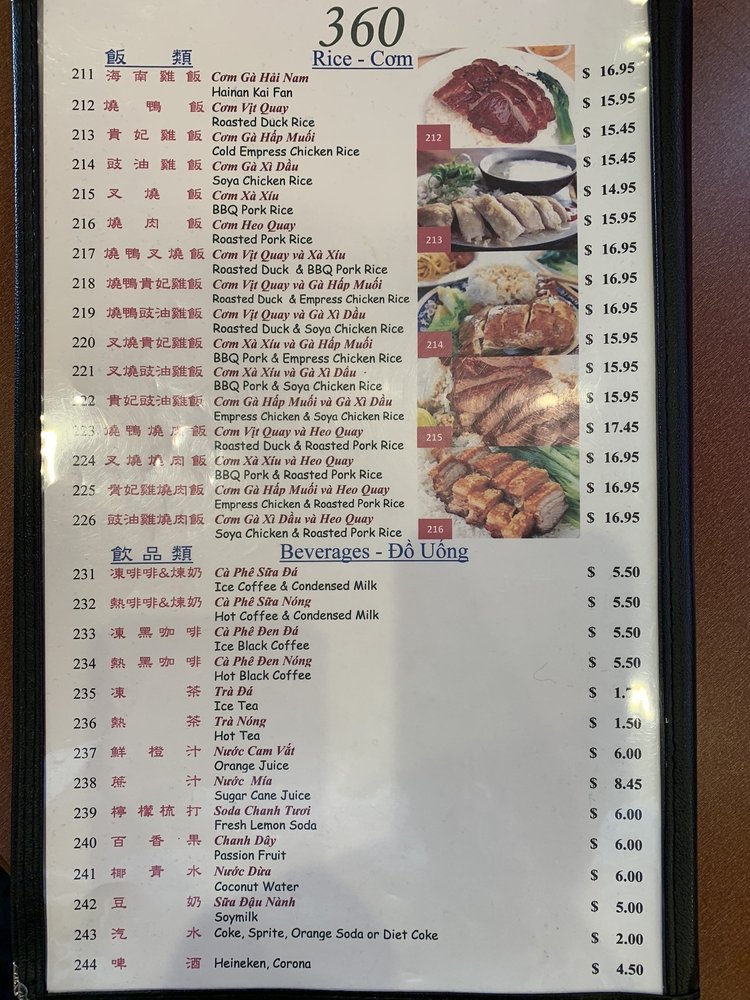 360
飯 類 Rice - Cơm
211 海南雞飯 Cơm Gà Hải Nam $ 16.95
Hainan Kai Fan
212 燒鴨飯 Cơm Vịt Quay $ 15.95
Roasted Duck Rice
213 貴妃雞飯 Cơm Gà Hấp Muối $ 15.45
Cold Empress Chicken Rice
214 豉油雞飯 Cơm Gà Xì Dầu $ 15.45
Soya Chicken Rice
215 叉燒飯 Cơm Xà Xíu $ 14.95
BBQ Pork Rice
216 燒肉飯 Cơm Heo Quay $ 15.95
Roasted Pork Rice
217 燒鴨叉燒飯 Cơm Vịt Quay và Xà Xíu $ 16.95
Roasted Duck & BBQ Pork Rice
218 燒鴨貴妃雞飯 Cơm Vịt Quay và Gà Hấp Muối $ 16.95
Roasted Duck & Empress Chicken Rice
219 燒鴨豉油雞飯 Cơm Vịt Quay và Gà Xì Dầu $ 16.95
Roasted Duck & Soya Chicken Rice
220 叉燒貴妃雞飯 Cơm Xà Xíu và Gà Hấp Muối $ 15.95
BBQ Pork & Empress Chicken Rice
221 叉燒豉油雞飯 Cơm Xà Xíu và Gà Xì Dầu $ 15.95
BBQ Pork & Soya Chicken Rice
222 貴妃豉油雞飯 Cơm Gà Hấp Muối và Gà Xì Dầu $ 15.95
Empress Chicken & Soya Chicken Rice
223 燒鴨燒肉飯 Cơm Vịt Quay và Heo Quay $ 17.45
Roasted Duck & Roasted Pork Rice
224 叉燒燒肉飯 Cơm Xà Xíu và Heo Quay $ 16.95
BBQ Pork & Roasted Pork Rice
225 貴妃雞燒肉飯 Cơm Gà Hấp Muối và Heo Quay $ 16.95
Empress Chicken & Roasted Pork Rice
226 豉油雞燒肉飯 Cơm Gà Xì Dầu và Heo Quay $ 16.95
Soya Chicken & Roasted Pork Rice
212
213
214
215
216
飲品類 Beverages - Đồ Uống
231 凍啡啡&煉奶 Cà Phê Sữa Đá $ 5.50
Ice Coffee & Condensed Milk
232 熱啡啡&煉奶 Cà Phê Sữa Nóng $ 5.50
Hot Coffee & Condensed Milk
233 凍黑咖啡 Cà Phê Đen Đá $ 5.50
Ice Black Coffee
234 熱黑咖啡 Cà Phê Đen Nóng $ 5.50
Hot Black Coffee
235 凍茶 Trà Đá $
Ice Tea
236 熱茶 Trà Nóng $ 1.50
Hot Tea
237 鮮橙汁 Nước Cam Vắt $ 6.00
Orange Juice
238 蔗汁 Nước Mía $ 8.45
Sugar Cane Juice
239 檸檬梳打 Soda Chanh Tươi $ 6.00
Fresh Lemon Soda
240 百香果 Chanh Dây $ 6.00
Passion Fruit
241 椰青水 Nước Dừa $ 6.00
Coconut Water
242 豆奶 Sữa Đậu Nành $ 5.00
Soymilk
243 汽水 Coke, Sprite, Orange Soda or Diet Coke $ 2.00
244 啤酒 Heineken, Corona $ 4.50